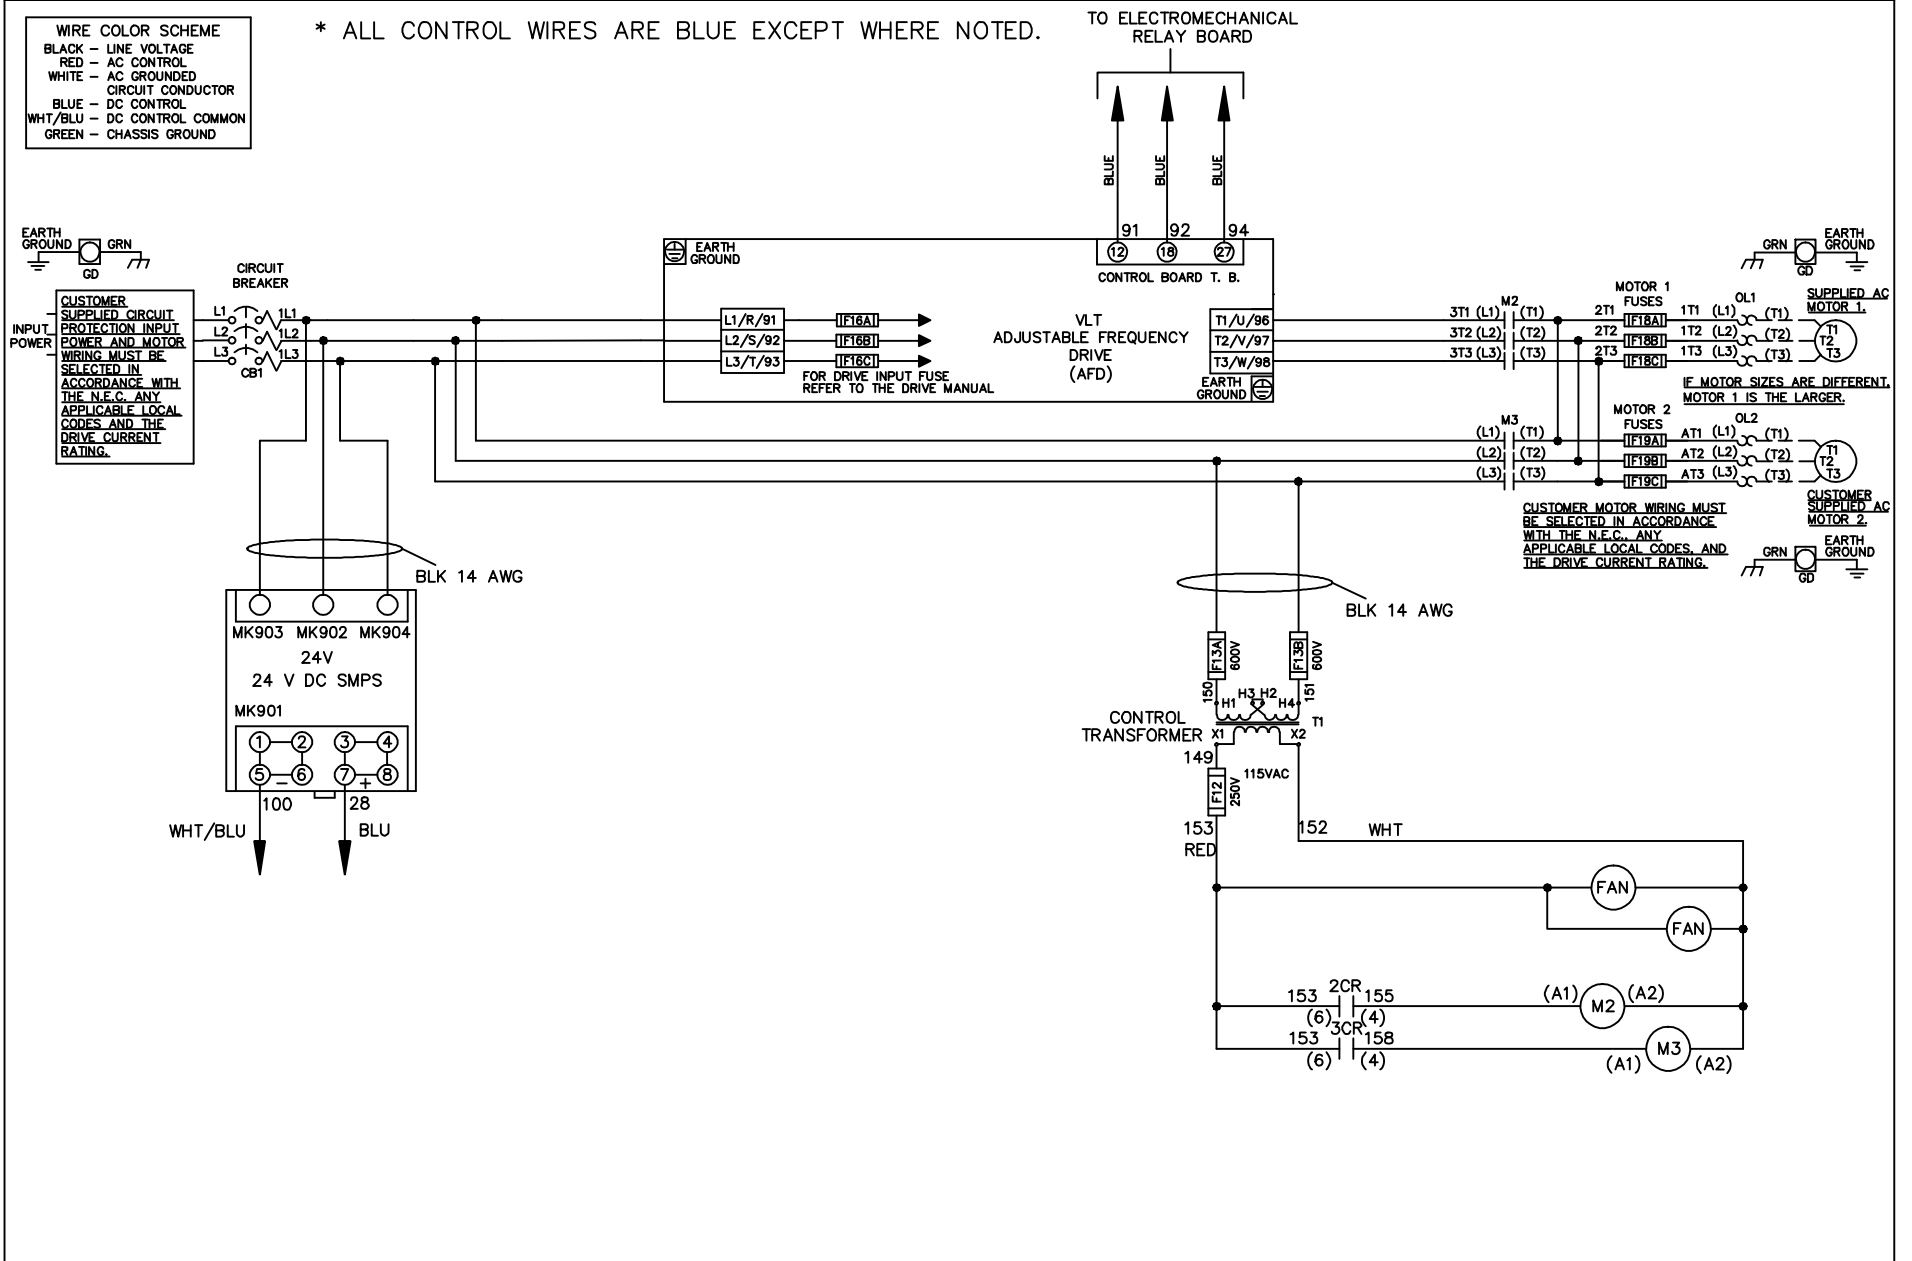 WIRE COLOR SCHEME
BLACK – LINE VOLTAGE
RED – AC CONTROL
WHITE – AC GROUNDED
CIRCUIT CONDUCTOR
BLUE – DC CONTROL
WHT/BLU – DC CONTROL COMMON
GREEN – CHASSIS GROUND
* ALL CONTROL WIRES ARE BLUE EXCEPT WHERE NOTED.
TO ELECTROMECHANICAL
RELAY BOARD
BLUE
BLUE
BLUE
91
92
94
12
18
27
CONTROL BOARD T. B.
EARTH
GROUND
GRN
GD
CIRCUIT
BREAKER
INPUT
POWER
CUSTOMER
SUPPLIED CIRCUIT
PROTECTION INPUT
POWER AND MOTOR
WIRING MUST BE
SELECTED IN
ACCORDANCE WITH
THE N.E.C. ANY
APPLICABLE LOCAL
CODES AND THE
DRIVE CURRENT
RATING.
L1
1L1
L2
1L2
L3
1L3
CB1
EARTH
GROUND
L1/R/91
F16A
L2/S/92
F16B
L3/T/93
F16C
FOR DRIVE INPUT FUSE
REFER TO THE DRIVE MANUAL
VLT
ADJUSTABLE FREQUENCY
DRIVE
(AFD)
T1/U/96
T2/V/97
T3/W/98
EARTH
GROUND
M2
3T1 (L1) (T1)
3T2 (L2) (T2)
3T3 (L3) (T3)
MOTOR 1
FUSES
2T1 F18A 1T1 (L1) (T1)
2T2 F18B 1T2 (L2) (T2)
2T3 F18C 1T3 (L3) (T3)
OL1
GRN
EARTH
GROUND
GD
SUPPLIED AC
MOTOR 1.
T1
T2
T3
IF MOTOR SIZES ARE DIFFERENT,
MOTOR 1 IS THE LARGER.
M3
(L1) (T1)
(L2) (T2)
(L3) (T3)
MOTOR 2
FUSES
F19A AT1 (L1) (T1)
F19B AT2 (L2) (T2)
F19C AT3 (L3) (T3)
OL2
T1
T2
T3
CUSTOMER
SUPPLIED AC
MOTOR 2.
CUSTOMER MOTOR WIRING MUST
BE SELECTED IN ACCORDANCE
WITH THE N.E.C., ANY
APPLICABLE LOCAL CODES, AND
THE DRIVE CURRENT RATING.
GRN
EARTH
GROUND
GD
BLK 14 AWG
MK903 MK902 MK904
24V
24 V DC SMPS
MK901
1 2 3 4
5 – 6 7 + 8
100
28
WHT/BLU
BLU
BLK 14 AWG
F13A
600V
F13B
600V
150
151
H1 H3 H2 H4
T1
CONTROL
TRANSFORMER
X1
X2
149
115VAC
F12
250V
153
RED
152
WHT
FAN
FAN
2CR
153 155
(6) (4)
(A1) M2 (A2)
3CR
153 158
(6) (4)
(A1) M3 (A2)